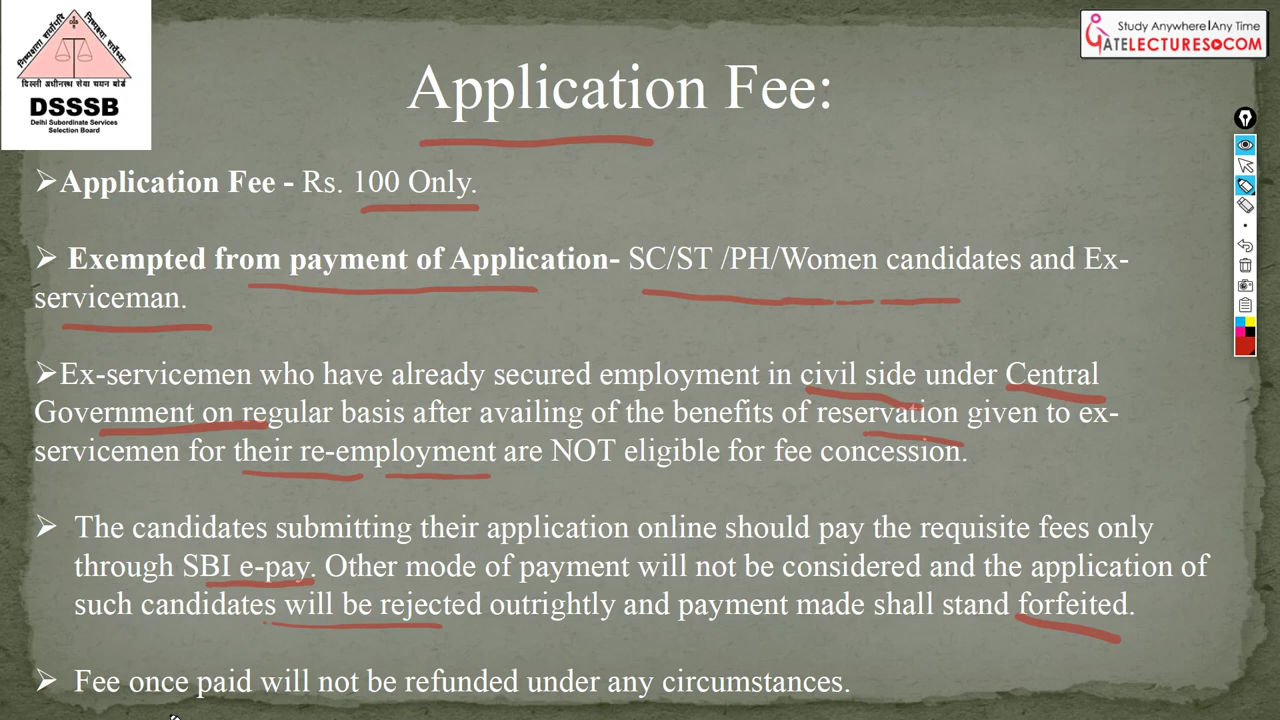 निष्पक्षता सर्वोपरि निष्पक्षः सर्वेभ्यः
दिल्ली अधीनस्थ सेवा चयन बोर्ड
DSSSB
Delhi Subordinate Services
Selection Board
Study Anywhere|Any Time
GATELECTURES.COM
Application Fee:
➢Application Fee - Rs. 100 Only.
➢ Exempted from payment of Application- SC/ST /PH/Women candidates and Ex-
serviceman.
➢Ex-servicemen who have already secured employment in civil side under Central
Government on regular basis after availing of the benefits of reservation given to ex-
servicemen for their re-employment are NOT eligible for fee concession.
➢ The candidates submitting their application online should pay the requisite fees only
through SBI e-pay. Other mode of payment will not be considered and the application of
such candidates will be rejected outrightly and payment made shall stand forfeited.
➢ Fee once paid will not be refunded under any circumstances.